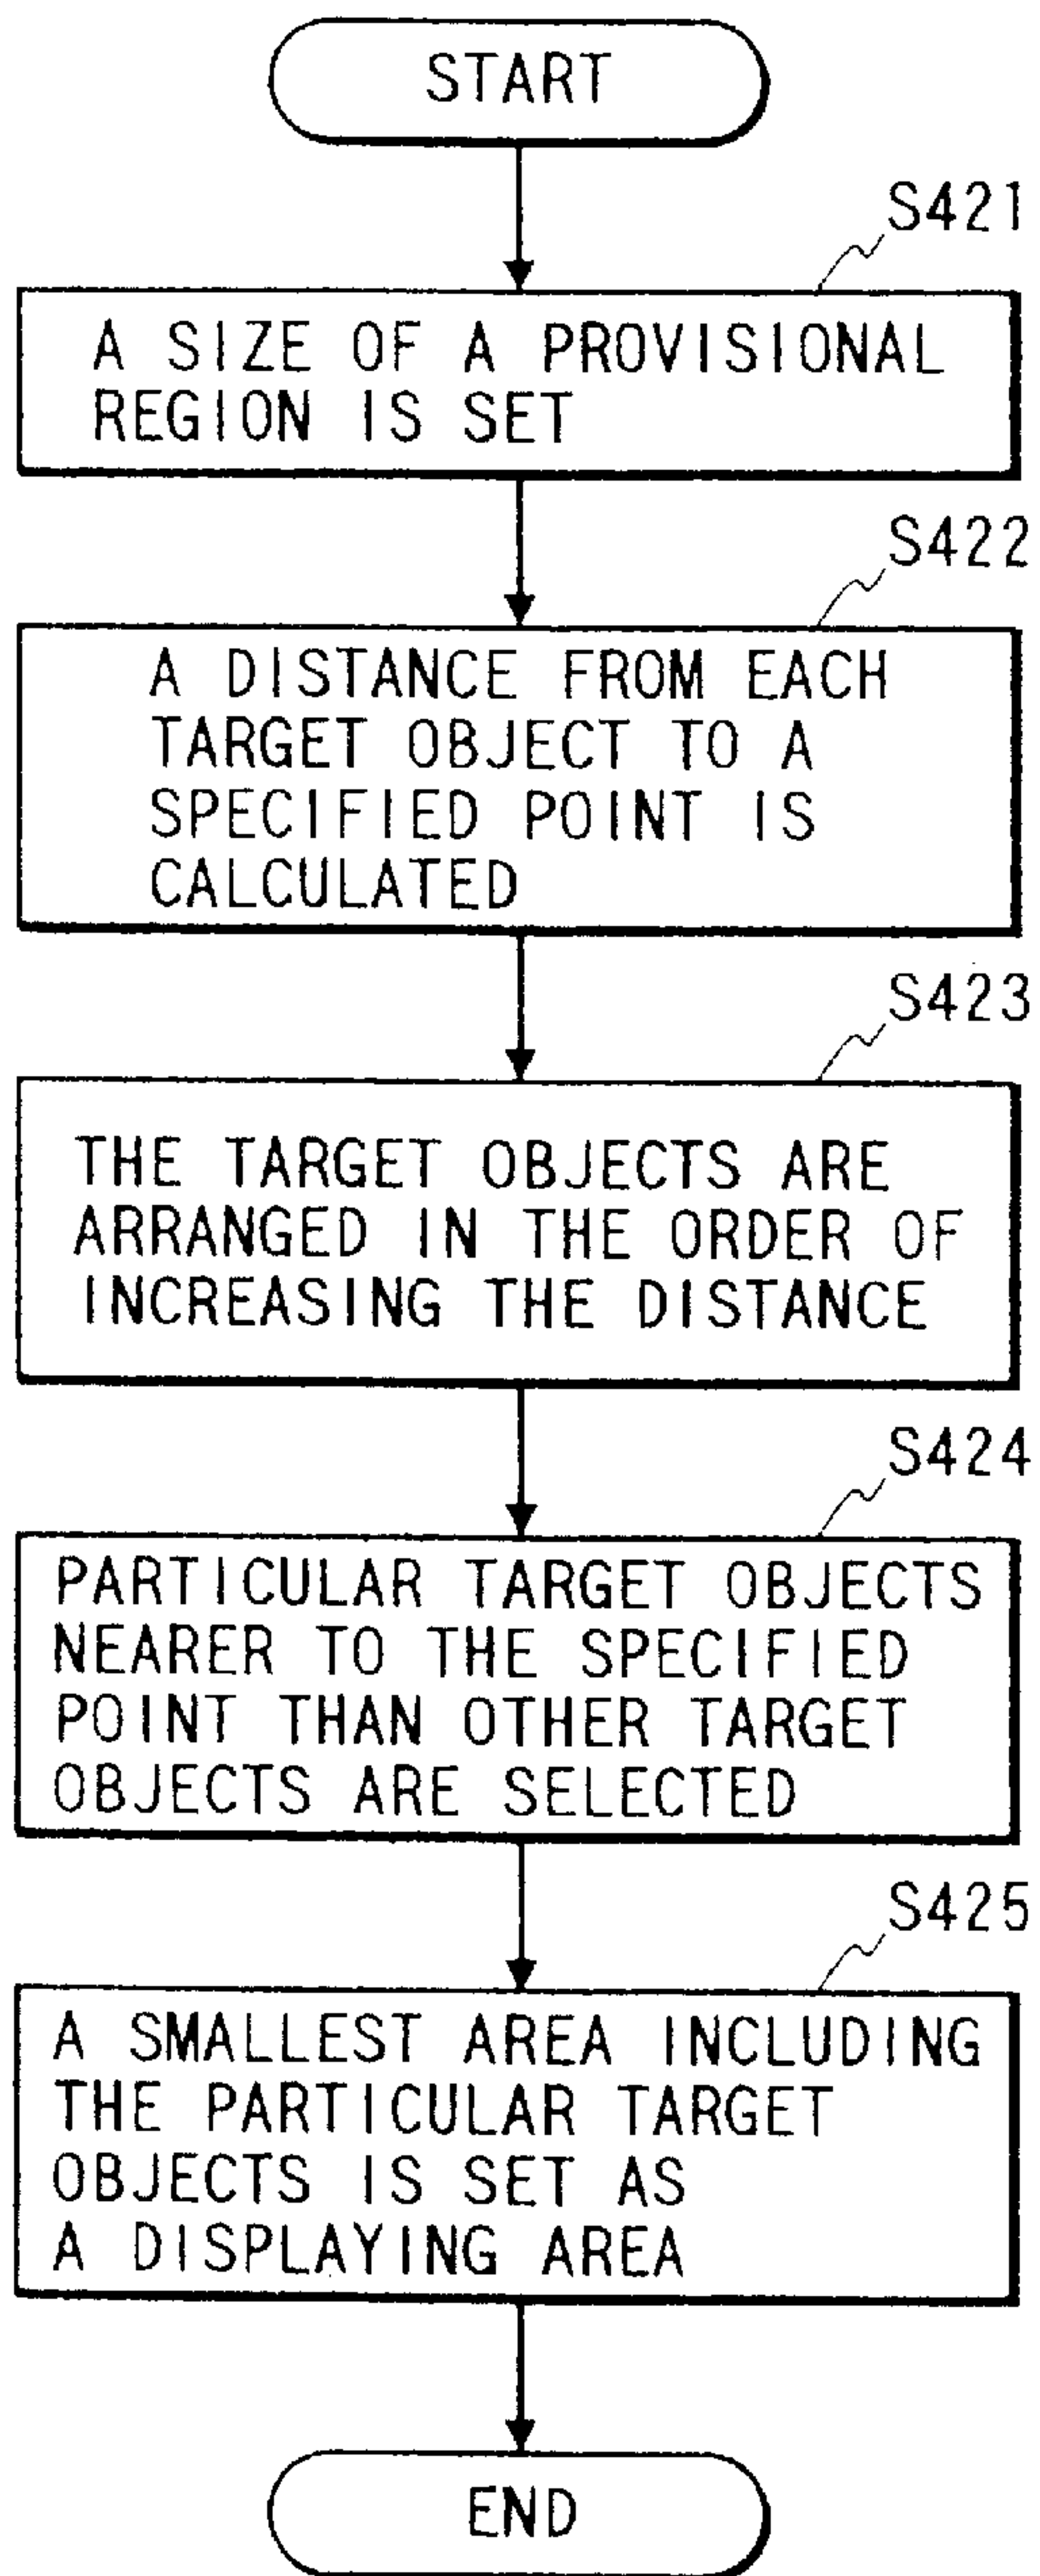 START
S421
A SIZE OF A PROVISIONAL
REGION IS SET
S422
A DISTANCE FROM EACH
TARGET OBJECT TO A
SPECIFIED POINT IS
CALCULATED
S423
THE TARGET OBJECTS ARE
ARRANGED IN THE ORDER OF
INCREASING THE DISTANCE
S424
PARTICULAR TARGET OBJECTS
NEARER TO THE SPECIFIED
POINT THAN OTHER TARGET
OBJECTS ARE SELECTED
S425
A SMALLEST AREA INCLUDING
THE PARTICULAR TARGET
OBJECTS IS SET AS
A DISPLAYING AREA
END